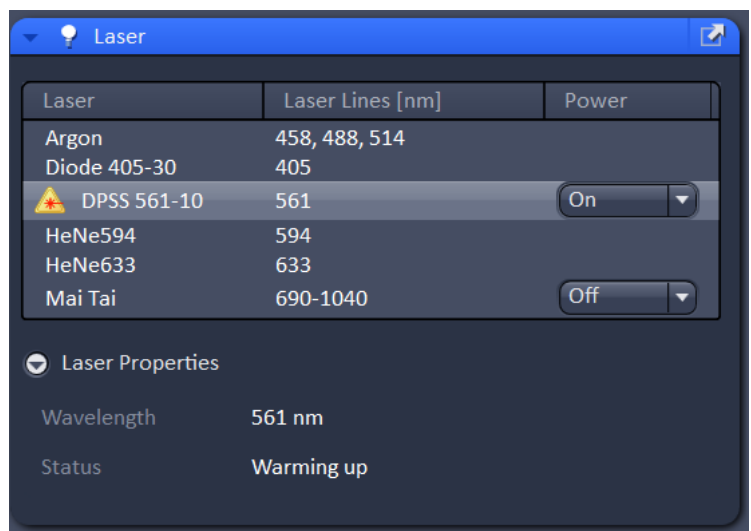 Laser
Laser Laser Lines [nm] Power
Argon 458, 488, 514
Diode 405-30 405
DPSS 561-10 561 On
HeNe594 594
HeNe633 633
Mai Tai 690-1040 Off
Laser Properties
Wavelength 561 nm
Status Warming up